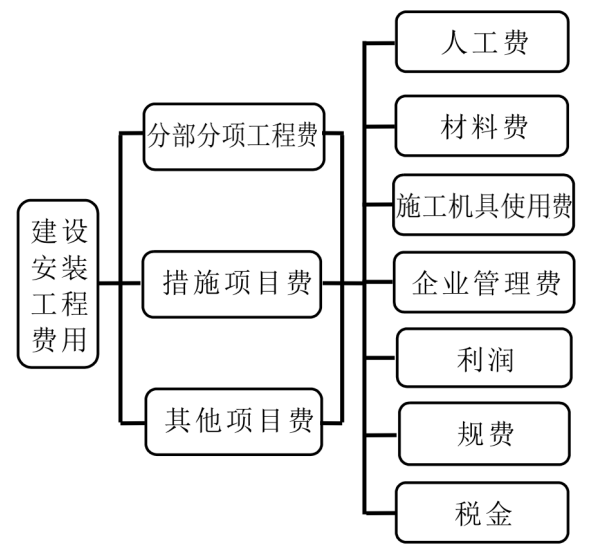 建设
安装
工程
费用
分部分项工程费
措施项目费
其他项目费
人工费
材料费
施工机具使用费
企业管理费
利润
规费
税金